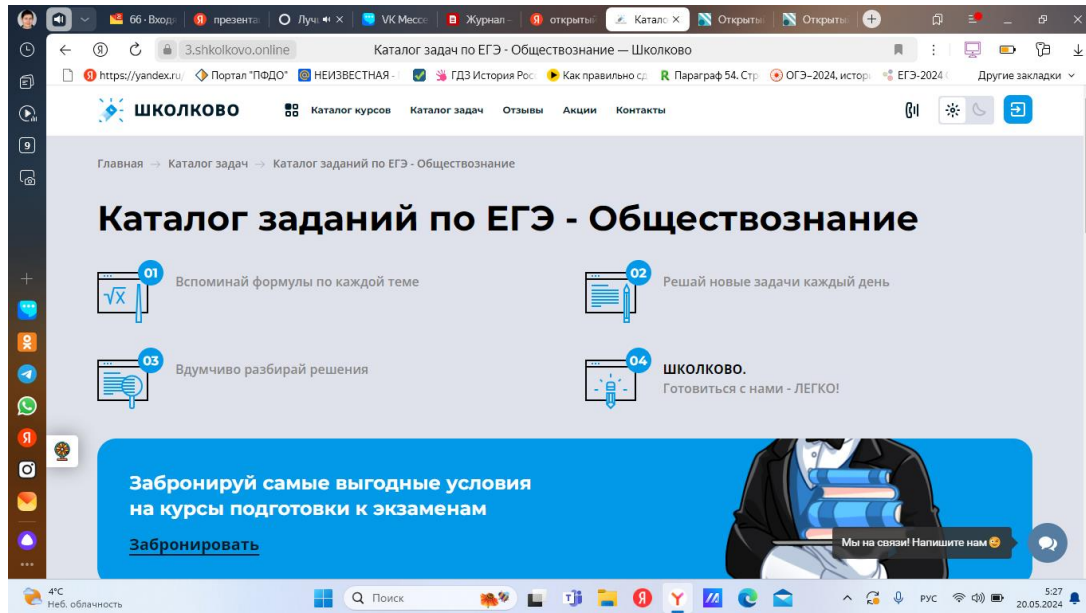 66 · Входя
презента
Луч
VK Мессе
Журнал –
открытый
Катало
Открыты
Открыты
3.shkolkovo.online
Каталог задач по ЕГЭ - Обществознание — Школково
https://yandex.ru
Портал "ПФДО"
НЕИЗВЕСТНАЯ -
ГДЗ История Рос
Как правильно сд
Параграф 54. Стр
ОГЭ–2024, истор
ЕГЭ-2024
Другие закладки
ШКОЛКОВО
Каталог курсов
Каталог задач
Отзывы
Акции
Контакты
9
Главная → Каталог задач → Каталог заданий по ЕГЭ - Обществознание
Каталог заданий по ЕГЭ - Обществознание
01
Вспоминай формулы по каждой теме
√x
02
Решай новые задачи каждый день
03
Вдумчиво разбирай решения
04
ШКОЛКОВО.
Готовиться с нами - ЛЕГКО!
Забронируй самые выгодные условия
на курсы подготовки к экзаменам
Забронировать
Мы на связи! Напишите нам
4°C
Неб. облачность
Поиск
РУС
5:27
20.05.2024